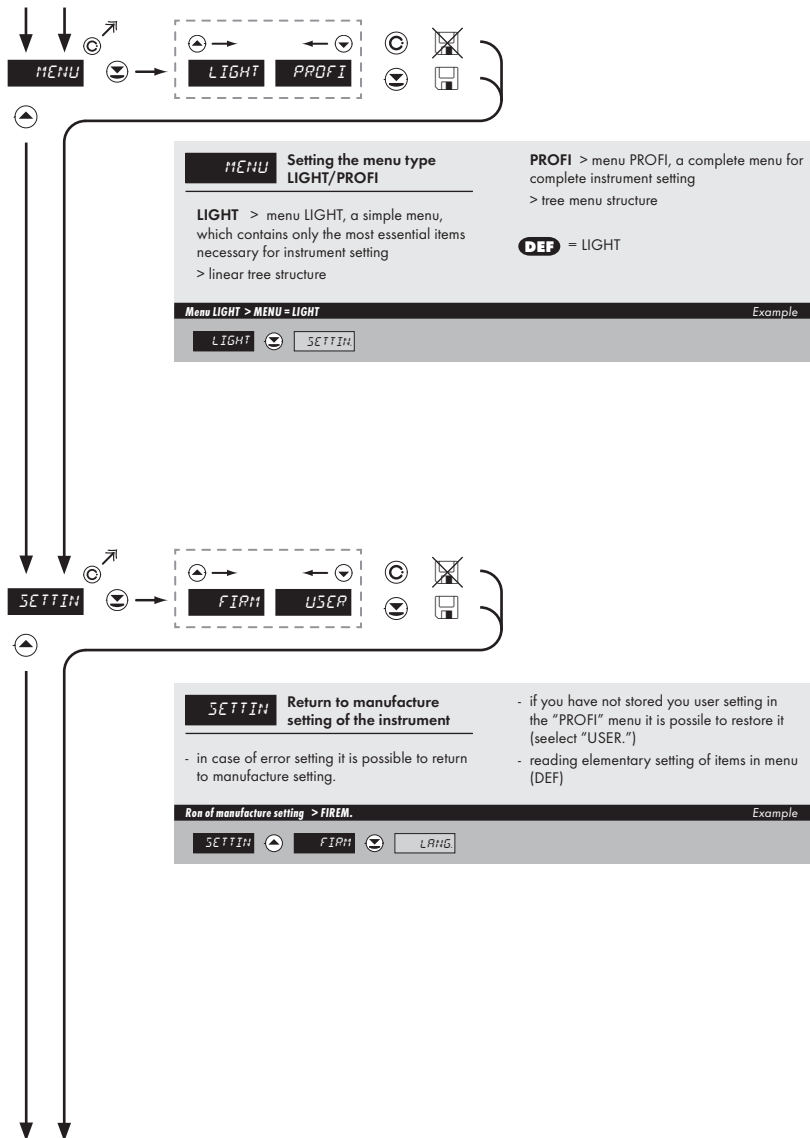 MENU
LIGHT PROFI
MENU
Setting the menu type
LIGHT/PROFI
LIGHT > menu LIGHT, a simple menu,
which contains only the most essential items
necessary for instrument setting
> linear tree structure
PROFI > menu PROFI, a complete menu for
complete instrument setting
> tree menu structure
DEF = LIGHT
Menu LIGHT > MENU = LIGHT Example
LIGHT SETTIN.
SETTIN
FIRM USER
SETTIN
Return to manufacture
setting of the instrument
- in case of error setting it is possible to return
to manufacture setting.
- if you have not stored you user setting in
the "PROFI" menu it is possile to restore it
(seelect "USER.")
- reading elementary setting of items in menu
(DEF)
Ron of manufacture setting > FIREM. Example
SETTIN FIRM LANG.